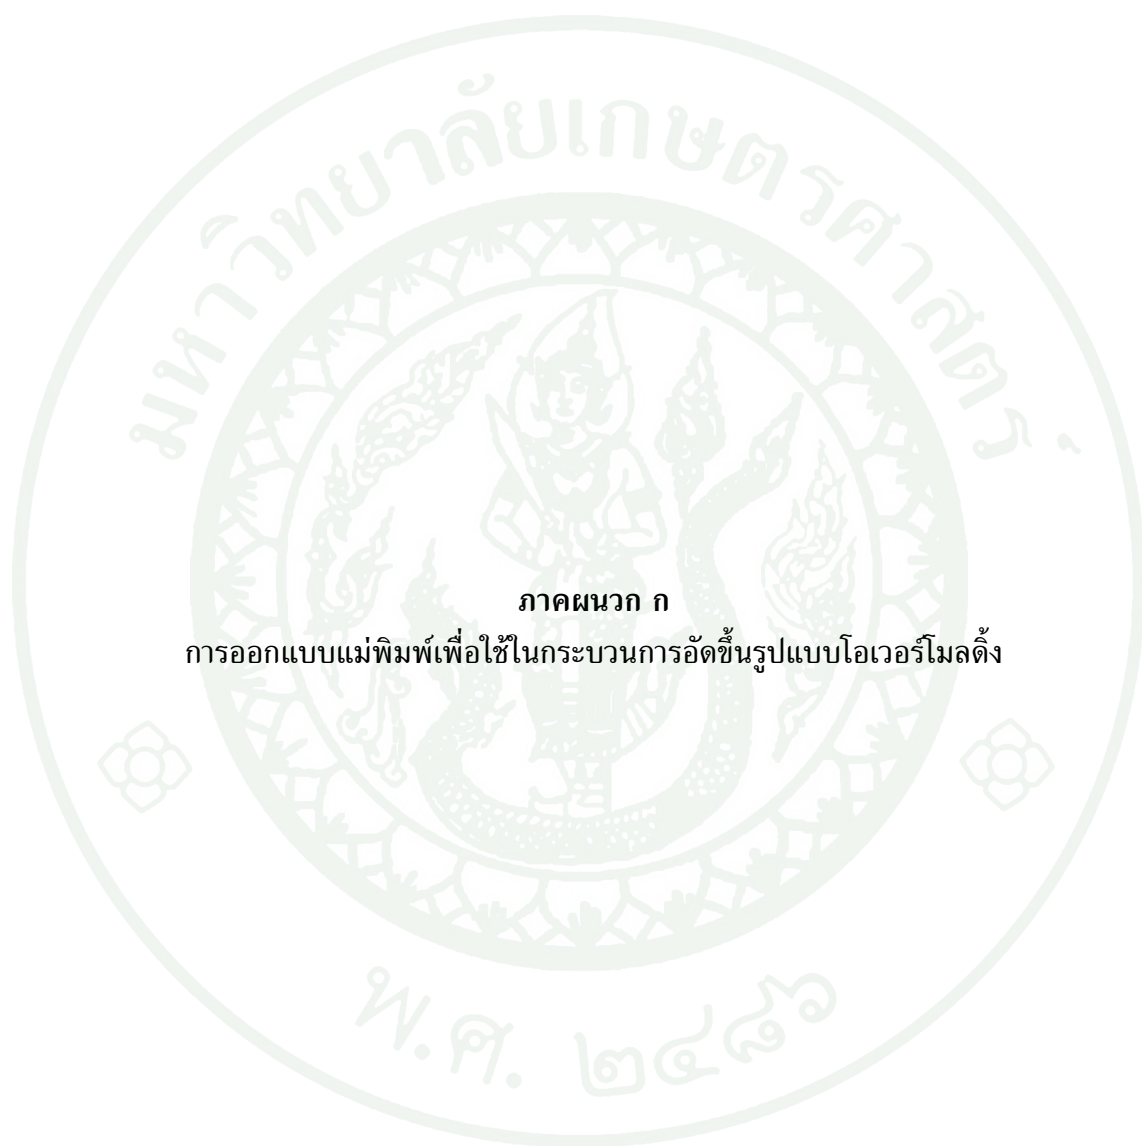 มหาวิทยาลัยเกษตรศาสตร์
ภาคผนวก ก
การออกแบบแม่พิมพ์เพื่อใช้ในกระบวนการอัดขึ้นรูปแบบโอเวอร์โมลดิ้ง
พ.ศ. ๒๔๘๖